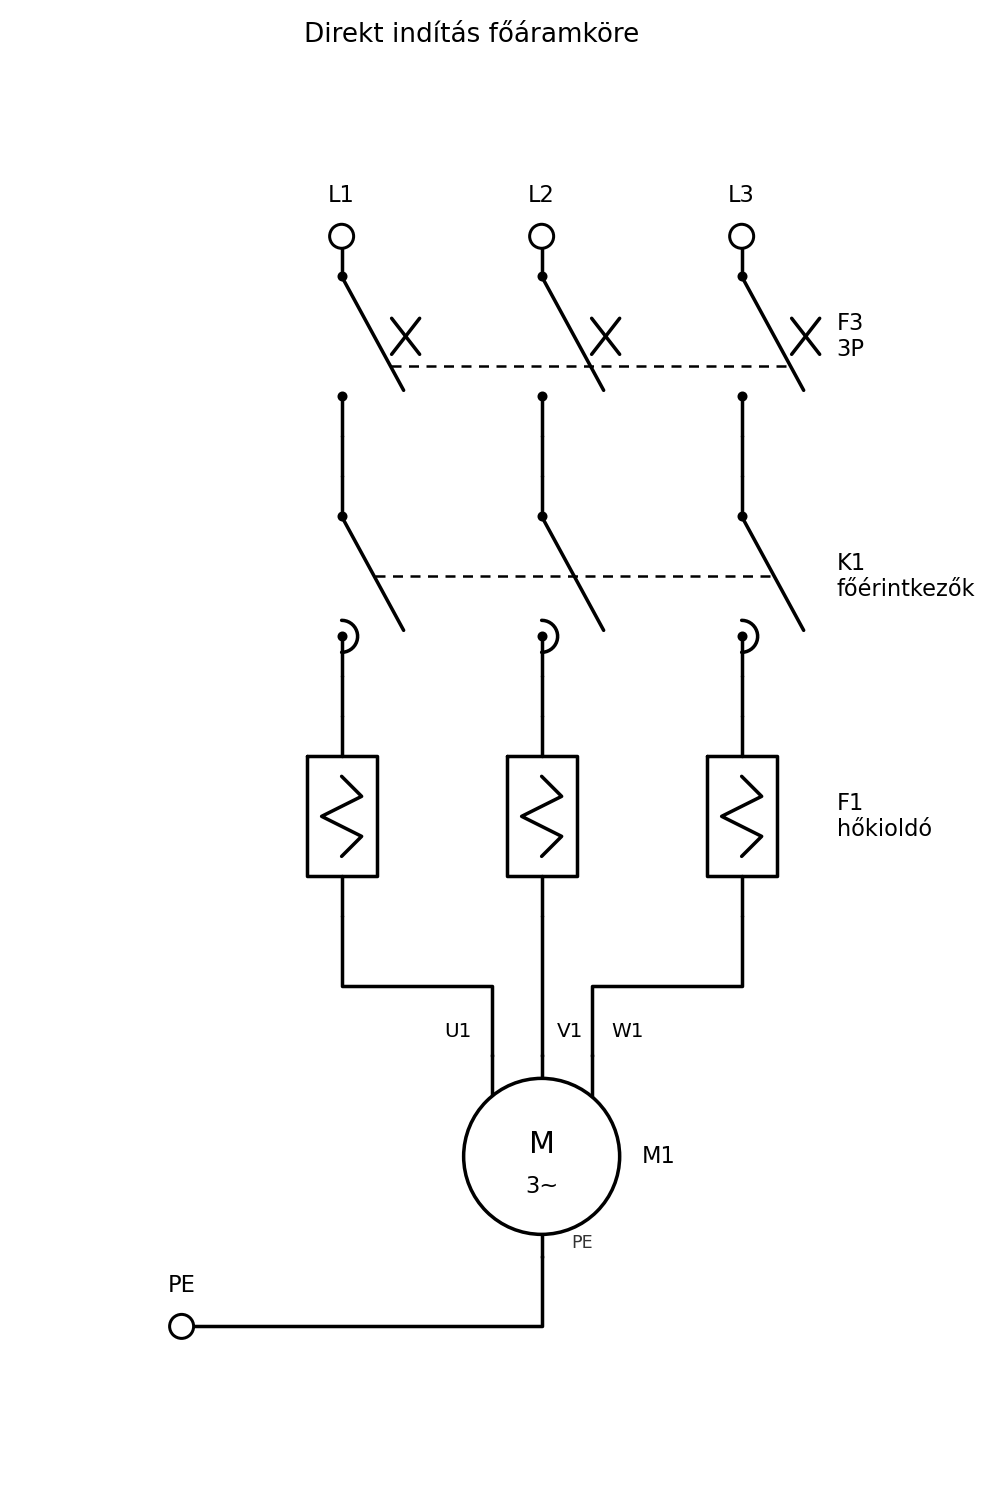 Direkt indítás főáramköre
L1 L2 L3
F3
3P
K1
főérintkezők
F1
hőkioldó
U1 V1 W1
M
3~
M1
PE
PE